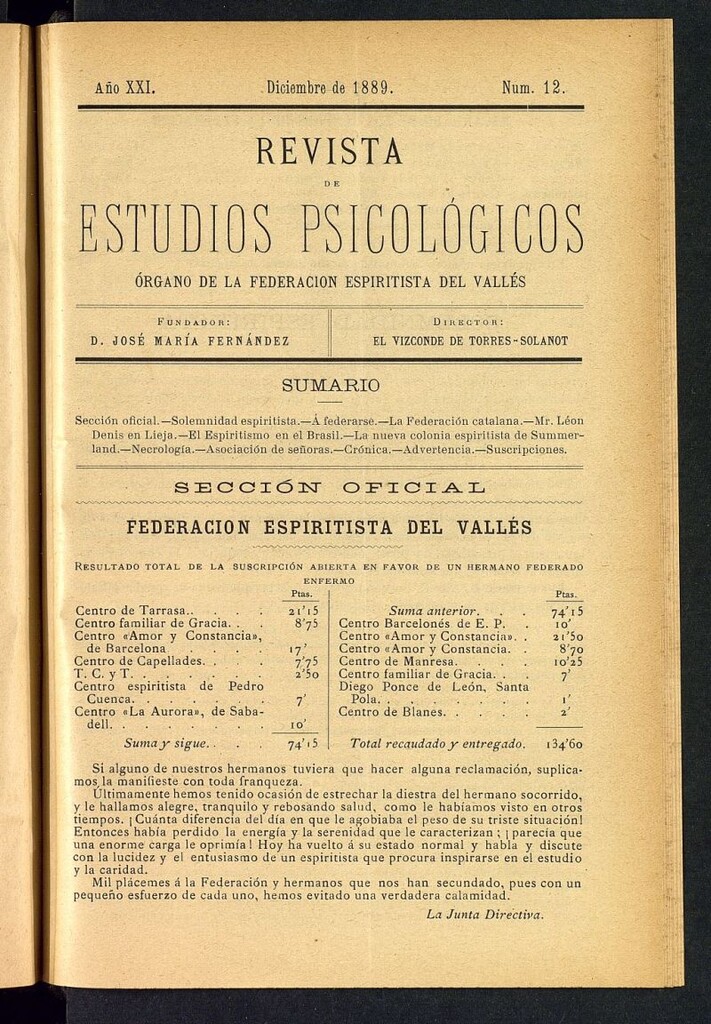 Año XXI. Diciembre de 1889. Num. 12.
REVISTA
DE
ESTUDIOS PSICOLÓGICOS
ÓRGANO DE LA FEDERACION ESPIRITISTA DEL VALLÉS
FUNDADOR:
D. JOSÉ MARÍA FERNÁNDEZ
DIRECTOR:
EL VIZCONDE DE TORRES-SOLANOT
SUMARIO
Sección oficial.—Solemnidad espiritista.—Á federarse.—La Federación catalana.—Mr. Léon
Denis en Lieja.—El Espiritismo en el Brasil.—La nueva colonia espiritista de Summer-
land.—Necrología.—Asociación de señoras.—Crónica.—Advertencia.—Suscripciones.
SECCIÓN OFICIAL
FEDERACION ESPIRITISTA DEL VALLÉS
RESULTADO TOTAL DE LA SUSCRIPCIÓN ABIERTA EN FAVOR DE UN HERMANO FEDERADO
ENFERMO
Ptas.
Centro de Tarrasa. . . . . 21'15
Centro familiar de Gracia. . . 8'75
Centro «Amor y Constancia»,
de Barcelona . . . . . 17'
Centro de Capellades. . . . 7'75
T. C. y T. . . . . . . . 2'50
Centro espiritista de Pedro
Cuenca. . . . . . . . 7'
Centro «La Aurora», de Saba-
dell. . . . . . . . . 10'
Suma y sigue. . . . 74'15
Ptas.
Suma anterior. . . 74'15
Centro Barcelonés de E. P. . 10'
Centro «Amor y Constancia». . 21'50
Centro «Amor y Constancia. . 8'70
Centro de Manresa. . . . . 10'25
Centro familiar de Gracia. . . 7'
Diego Ponce de León, Santa
Pola. . . . . . . . . 1'
Centro de Blanes. . . . . 2'
Total recaudado y entregado. 134'60
Si alguno de nuestros hermanos tuviera que hacer alguna reclamación, suplica-
mos la manifieste con toda franqueza.
Últimamente hemos tenido ocasión de estrechar la diestra del hermano socorrido,
y le hallamos alegre, tranquilo y rebosando salud, como le habíamos visto en otros
tiempos. ¡Cuánta diferencia del día en que le agobiaba el peso de su triste situación!
Entonces había perdido la energía y la serenidad que le caracterizan; ¡parecía que
una enorme carga le oprimía! Hoy ha vuelto á su estado normal y habla y discute
con la lucidez y el entusiasmo de un espiritista que procura inspirarse en el estudio
y la caridad.
Mil plácemes á la Federación y hermanos que nos han secundado, pues con un
pequeño esfuerzo de cada uno, hemos evitado una verdadera calamidad.
La Junta Directiva.